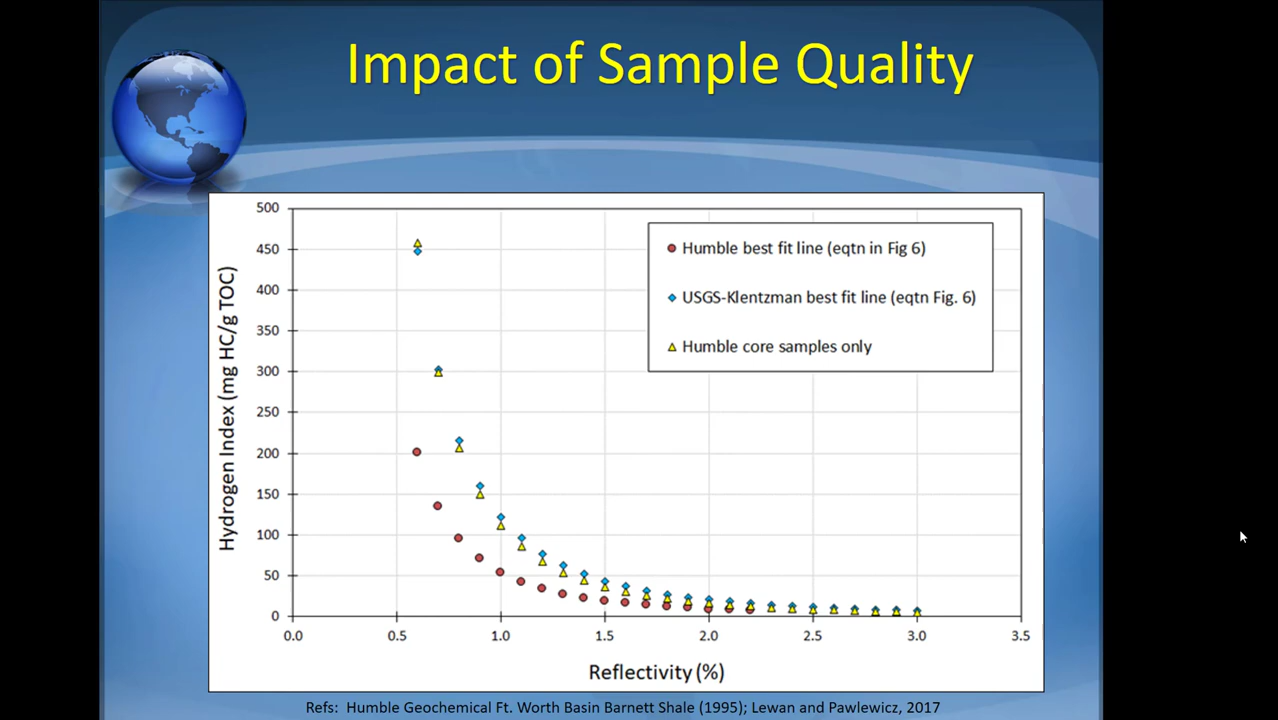 Impact of Sample Quality
500
450
400
350
300
250
200
150
100
50
0
Hydrogen Index (mg HC/g TOC)
Humble best fit line (eqtn in Fig 6)
USGS-Klentzman best fit line (eqtn Fig. 6)
Humble core samples only
0.0 0.5 1.0 1.5 2.0 2.5 3.0 3.5
Reflectivity (%)
Refs: Humble Geochemical Ft. Worth Basin Barnett Shale (1995); Lewan and Pawlewicz, 2017